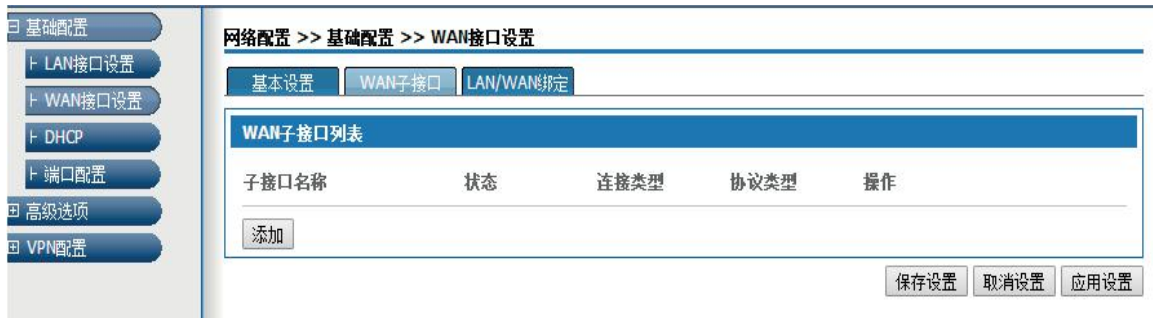 基础配置
LAN接口设置
WAN接口设置
DHCP
端口配置
高级选项
VPN配置
网络配置 >> 基础配置 >> WAN接口设置
基本设置 WAN子接口 LAN/WAN绑定
WAN子接口列表
子接口名称 状态 连接类型 协议类型 操作
添加
保存设置 取消设置 应用设置